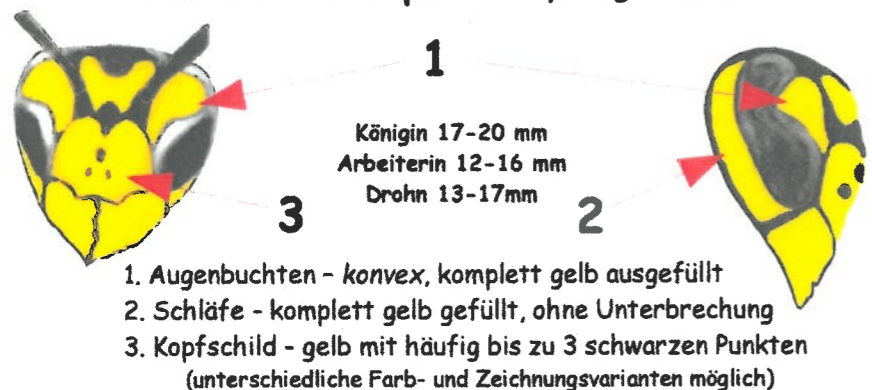 1
Königin 17-20 mm
Arbeiterin 12-16 mm
Drohn 13-17mm
3
2
1. Augenbuchten - konvex, komplett gelb ausgefüllt
2. Schläfe - komplett gelb gefüllt, ohne Unterbrechung
3. Kopfschild - gelb mit häufig bis zu 3 schwarzen Punkten
(unterschiedliche Farb- und Zeichnungsvarianten möglich)